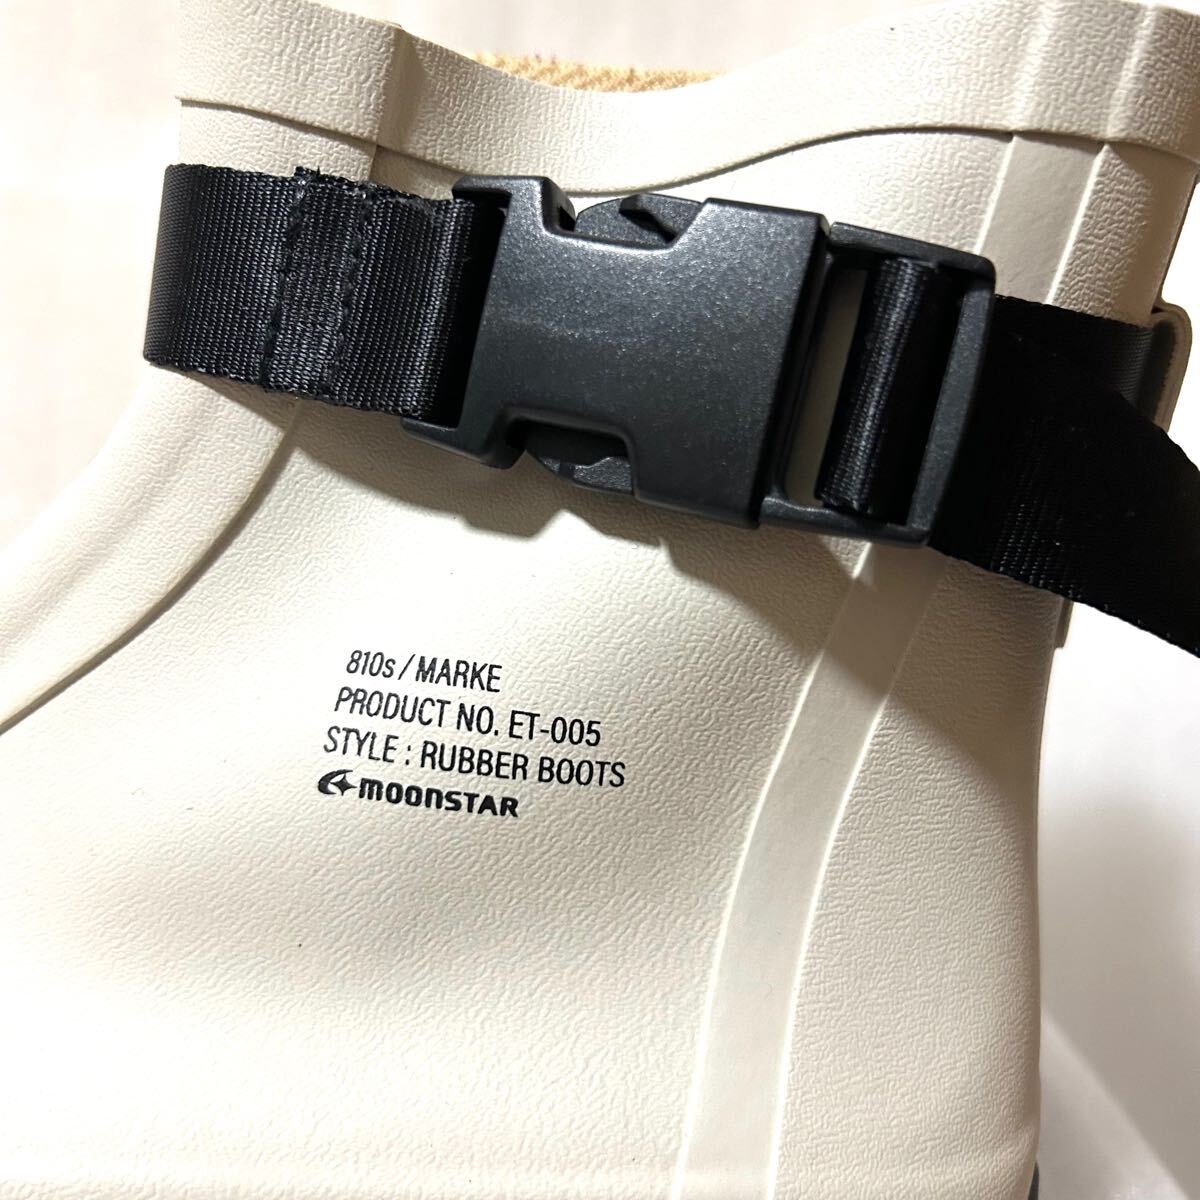 810s / MARKE
PRODUCT NO. ET-005
STYLE : RUBBER BOOTS
MOONSTAR